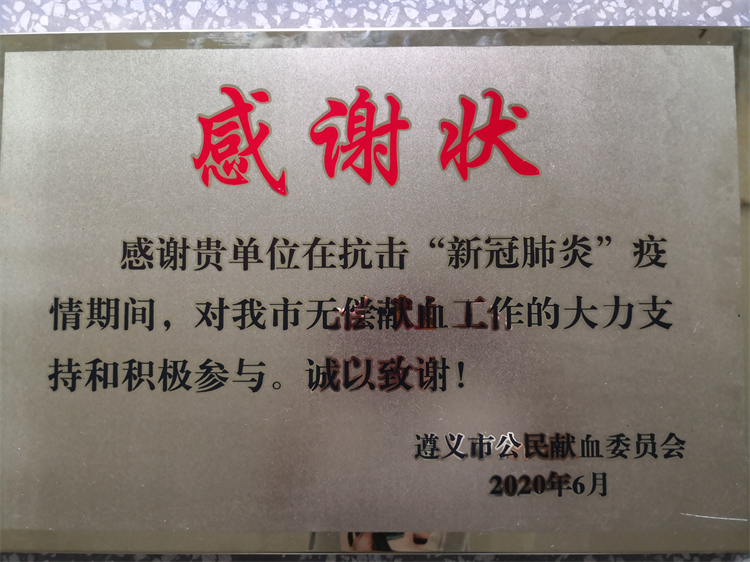 感谢状
感谢贵单位在抗击“新冠肺炎”疫
情期间，对我市无偿献血工作的大力支
持和积极参与。诚以致谢！
遵义市公民献血委员会
2020年6月